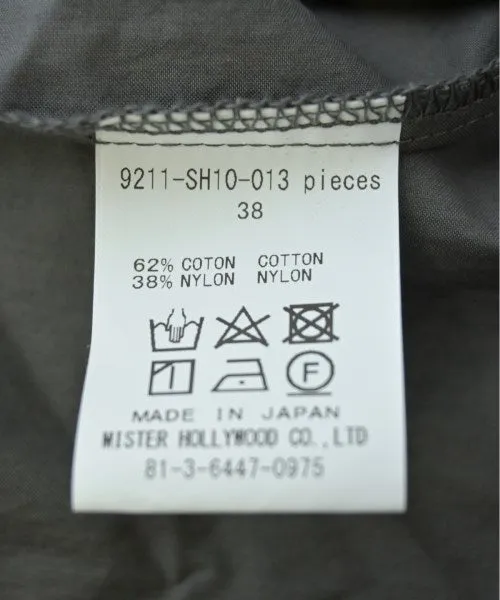 9211-SH10-013 pieces
38
62% COTON COTTON
38% NYLON NYLON
F
MADE IN JAPAN
MISTER HOLLYWOOD CO.,LTD
81-3-6447-0975